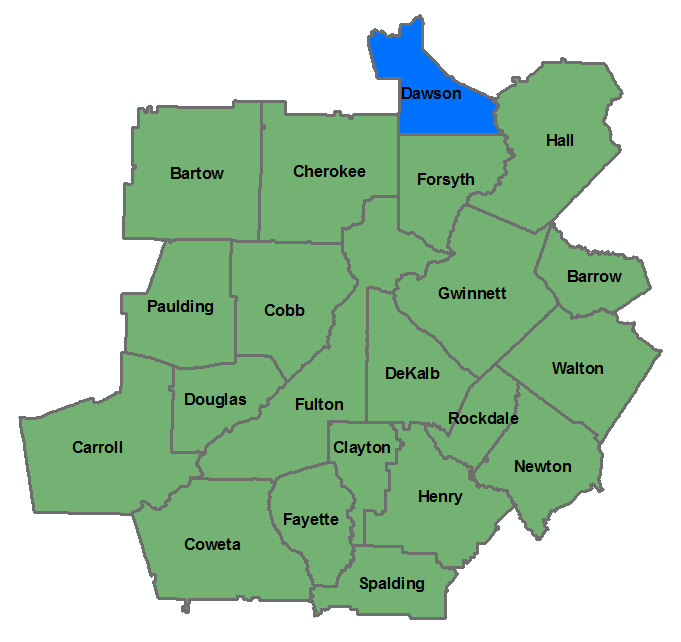 Dawson
Hall
Bartow
Cherokee
Forsyth
Barrow
Gwinnett
Paulding
Cobb
Walton
DeKalb
Douglas
Fulton
Rockdale
Carroll
Clayton
Newton
Henry
Fayette
Coweta
Spalding